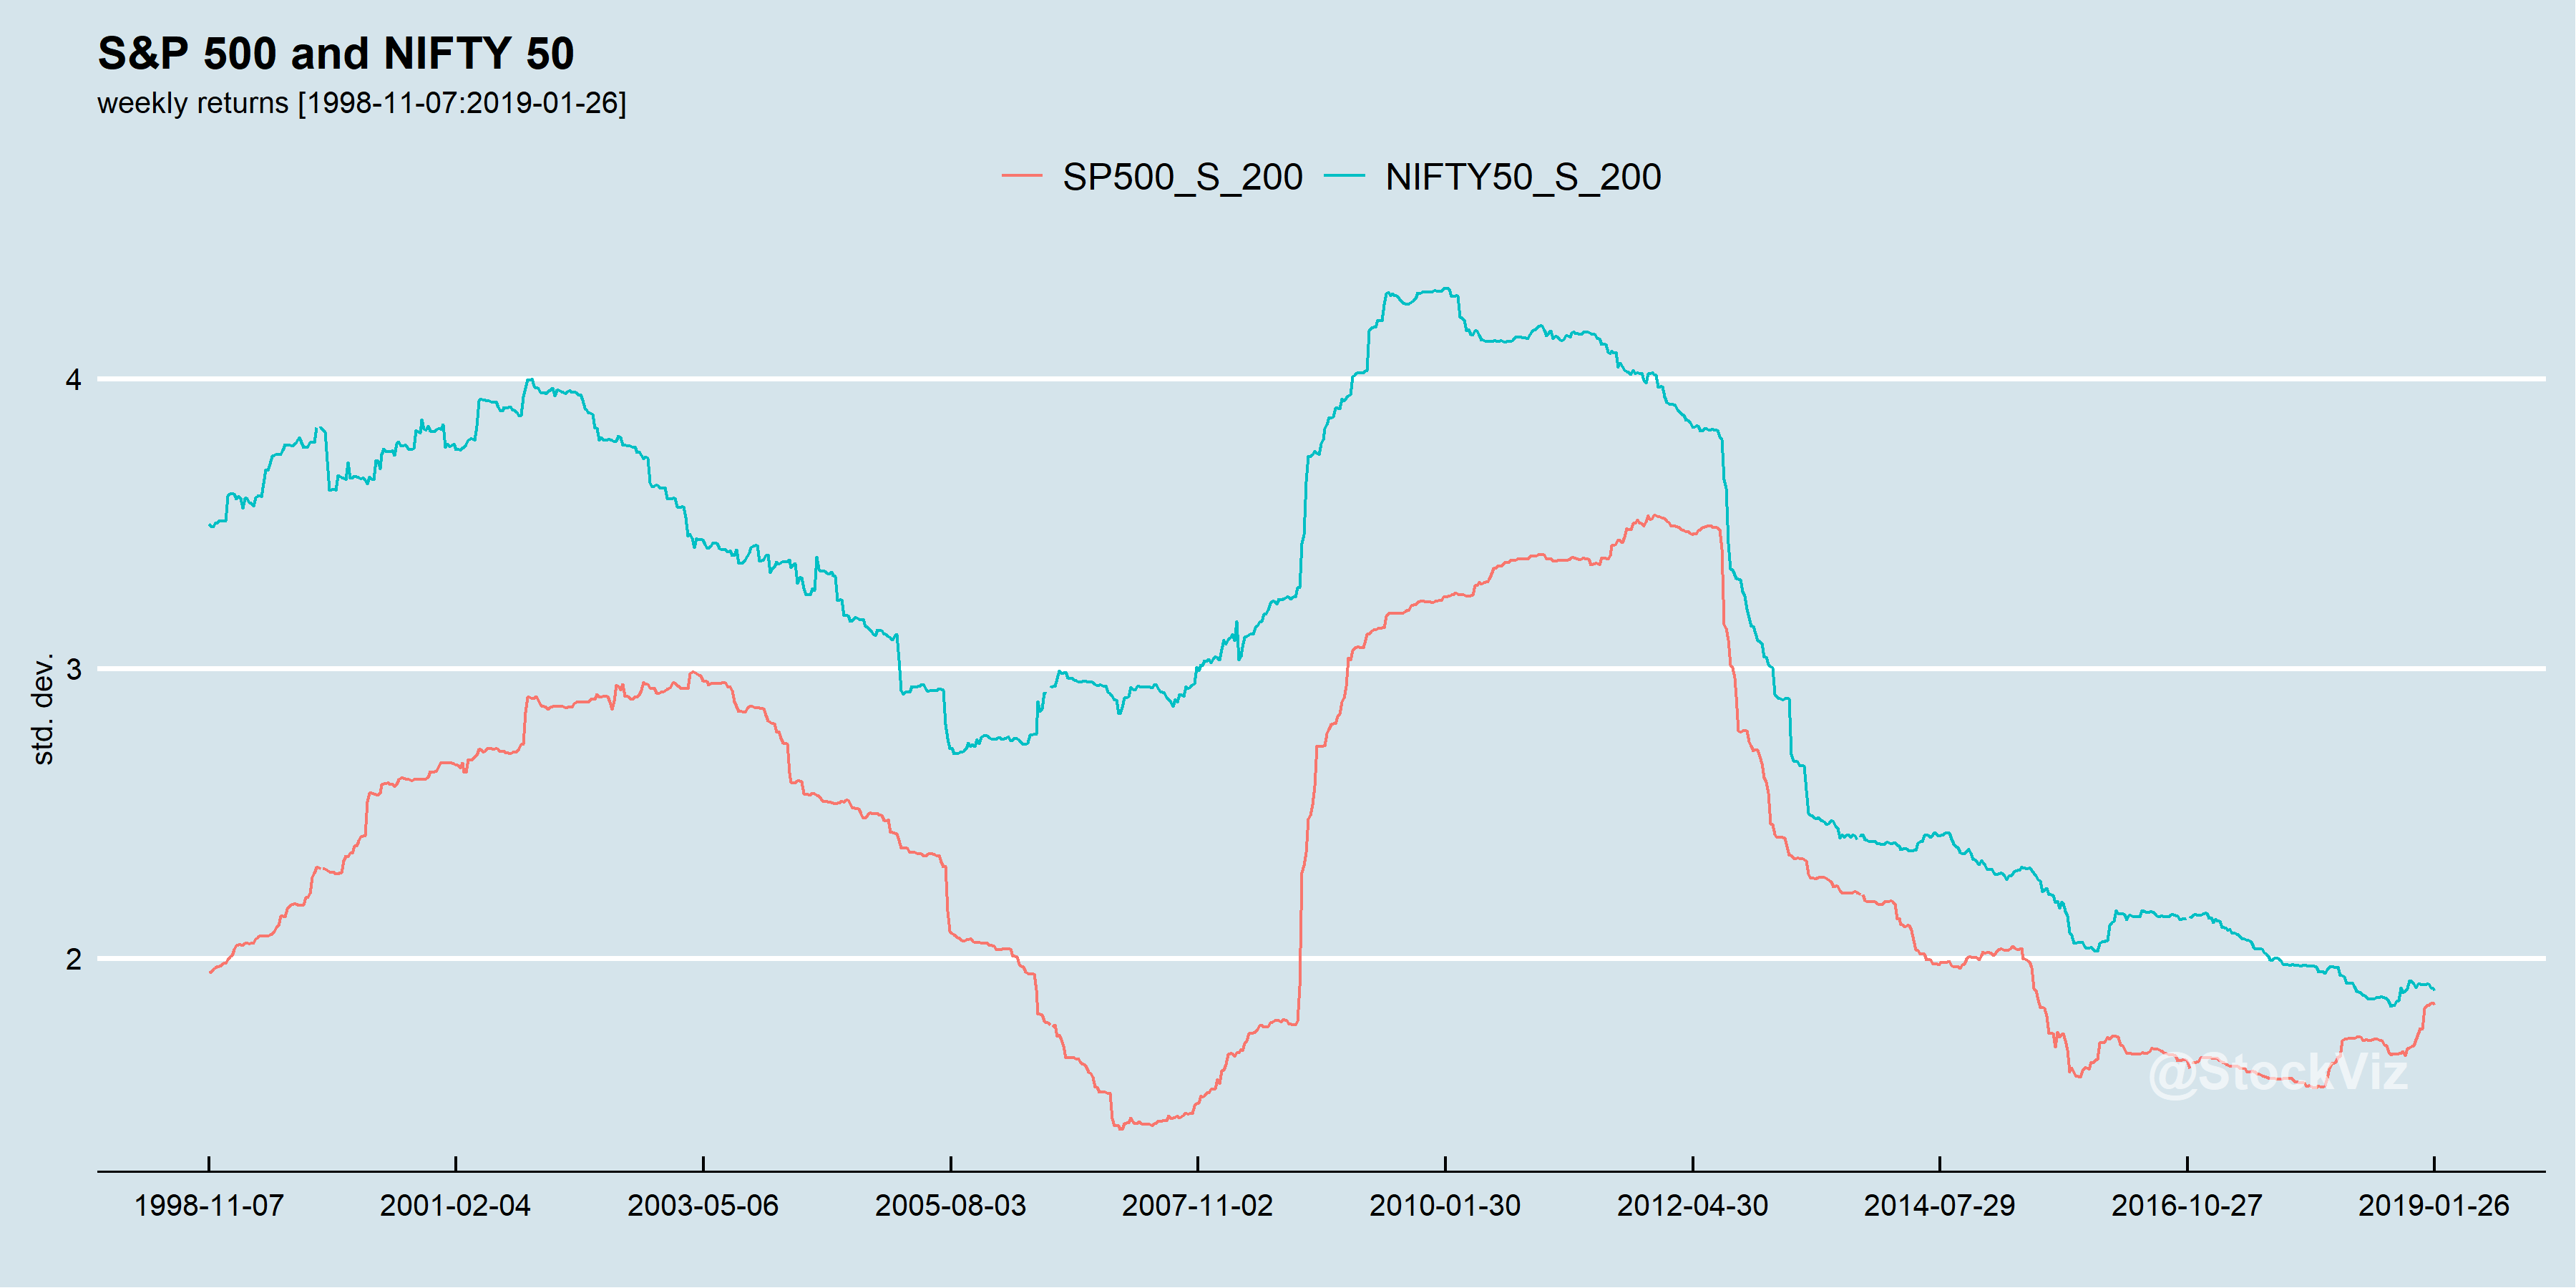 S&P 500 and NIFTY 50
weekly returns [1998-11-07:2019-01-26]
SP500_S_200 NIFTY50_S_200
4
3
2
std. dev.
@StockViz
1998-11-07 2001-02-04 2003-05-06 2005-08-03 2007-11-02 2010-01-30 2012-04-30 2014-07-29 2016-10-27 2019-01-26